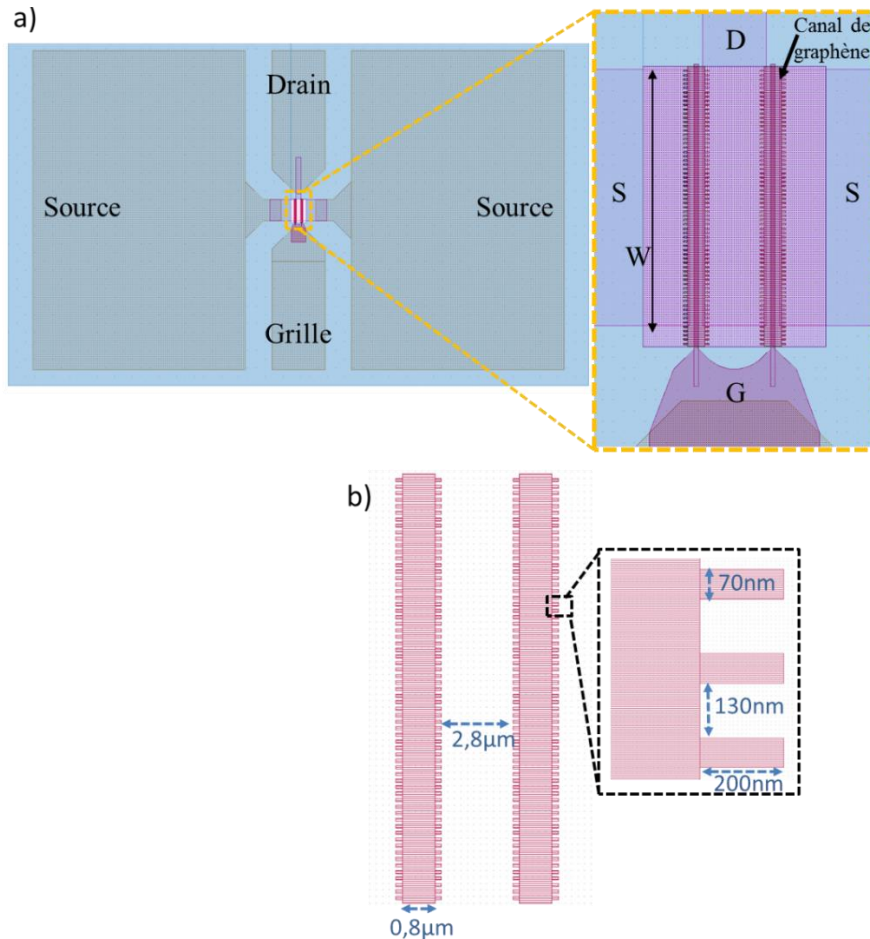 a)
Drain
Source
Source
Grille
D
Canal de
graphène
S
S
W
G
b)
2,8µm
0,8µm
70nm
130nm
200nm